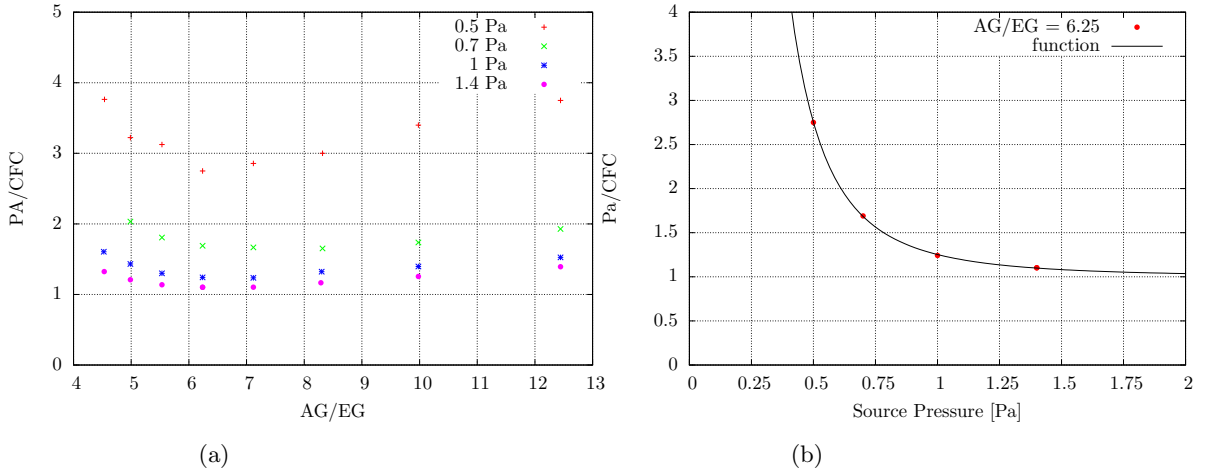 5
4
3
2
1
0
PA/CFC
4 5 6 7 8 9 10 11 12 13
AG/EG
0.5 Pa
0.7 Pa
1 Pa
1.4 Pa
(a)
4
3.5
3
2.5
2
1.5
1
0.5
0
Pa/CFC
0 0.25 0.5 0.75 1 1.25 1.5 1.75 2
Source Pressure [Pa]
AG/EG = 6.25
function
(b)